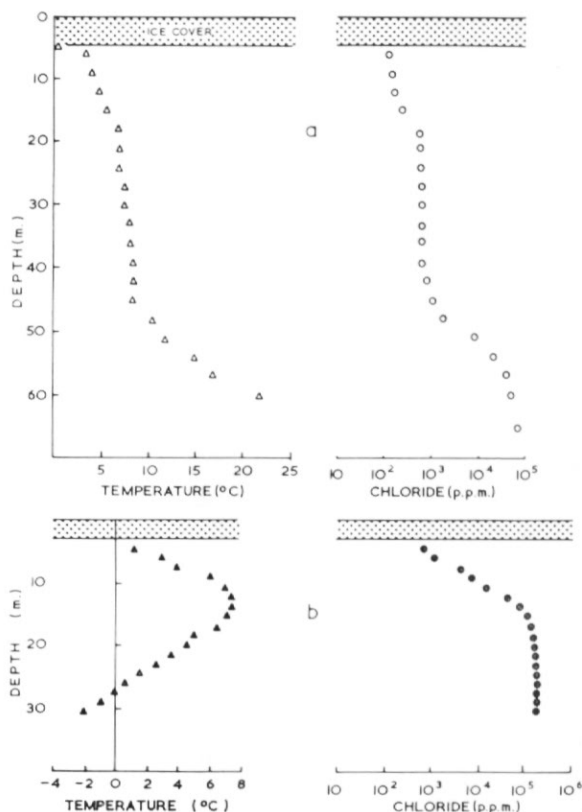 0
ICE COVER
10
20
a
30
40
50
60
DEPTH (m.)
5 10 15 20 25
10 10² 10³ 10⁴ 10⁵
TEMPERATURE (°C)
CHLORIDE (p.p.m.)
10
20
30
b
DEPTH (m.)
-4 -2 0 2 4 6 8
10 10² 10³ 10⁴ 10⁵ 10⁶
TEMPERATURE (°C)
CHLORIDE (p.p.m.)